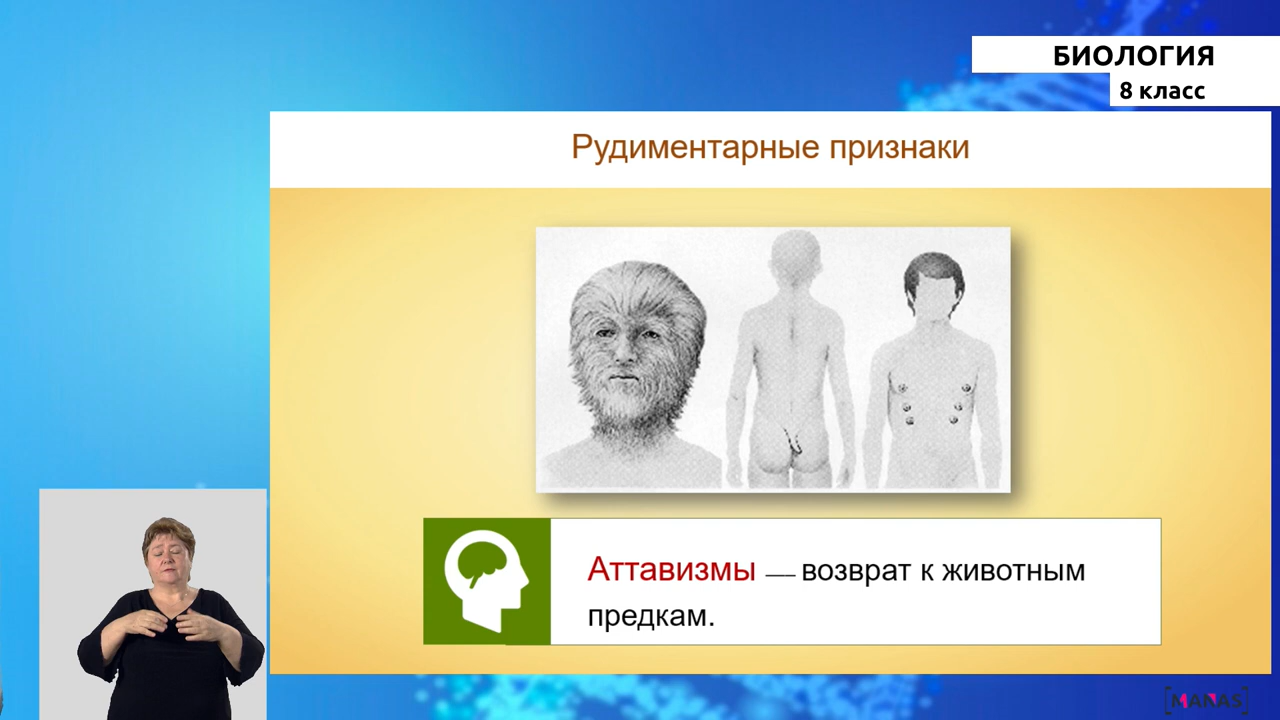 БИОЛОГИЯ
8 класс
Рудиментарные признаки
Аттавизмы — возврат к животным
предкам.
[MANAS]